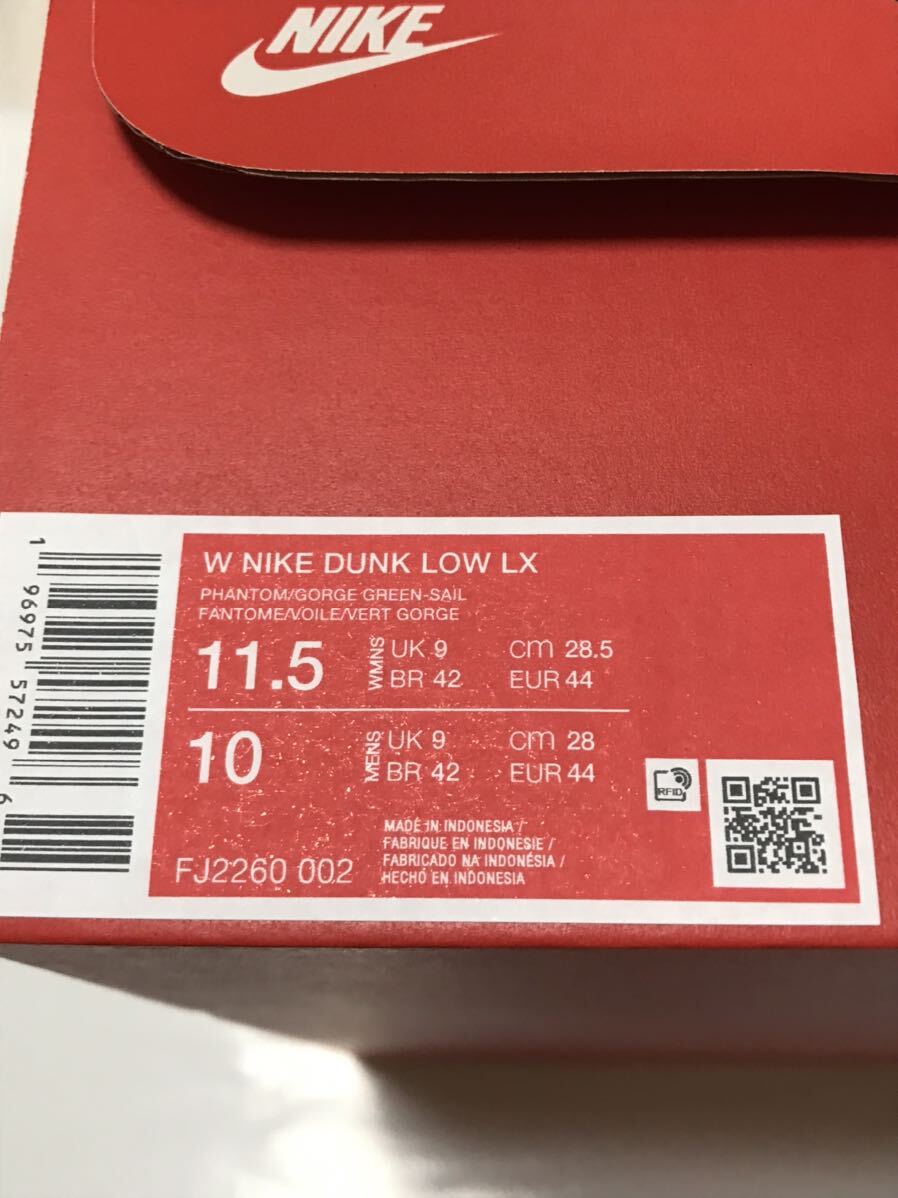 NIKE
W NIKE DUNK LOW LX
PHANTOM/GORGE GREEN-SAIL
FANTOME/VOILE/VERT GORGE
11.5 WMNS UK 9 cm 28.5
BR 42 EUR 44
10 MENS UK 9 cm 28
BR 42 EUR 44
RFID
MADE IN INDONESIA /
FABRIQUE EN INDONESIE /
FABRICADO NA INDONÉSIA /
HECHO EN INDONESIA
FJ2260 002
1 96975 57249 6